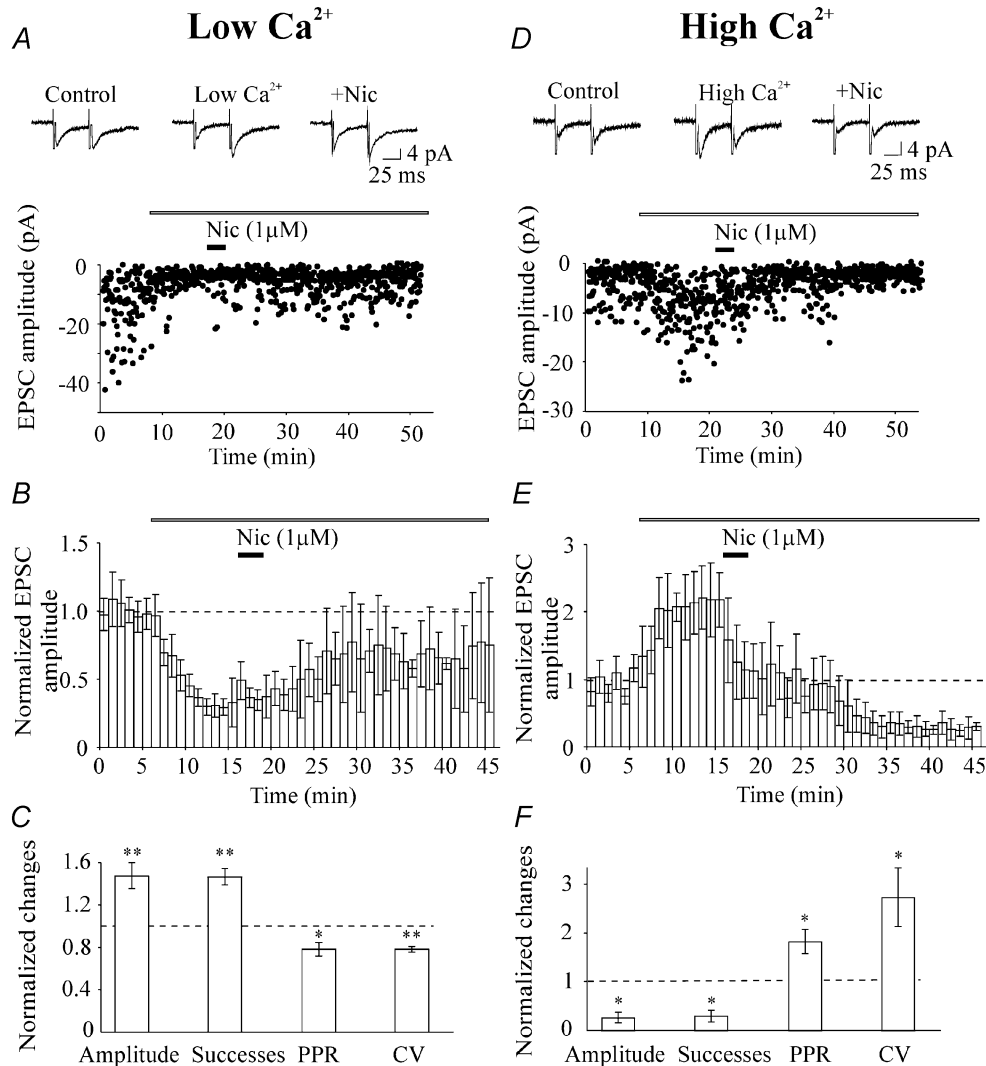 A
Low Ca²⁺
Control
Low Ca²⁺
+Nic
4 pA
25 ms
Nic (1μM)
EPSC amplitude (pA)
0
-20
-40
0 10 20 30 40 50
Time (min)
B
Nic (1μM)
Normalized EPSC
amplitude
1.5
1.0
0.5
0
0 5 10 15 20 25 30 35 40 45
Time (min)
C
Normalized changes
1.6
1.2
0.8
0.4
0
** ** * **
Amplitude Successes PPR CV
D
High Ca²⁺
Control
High Ca²⁺
+Nic
4 pA
25 ms
Nic (1μM)
EPSC amplitude (pA)
0
-10
-20
-30
0 10 20 30 40 50
Time (min)
E
Nic (1μM)
Normalized EPSC
amplitude
3
2
1
0
0 5 10 15 20 25 30 35 40 45
Time (min)
F
Normalized changes
3
2
1
0
* * * *
Amplitude Successes PPR CV